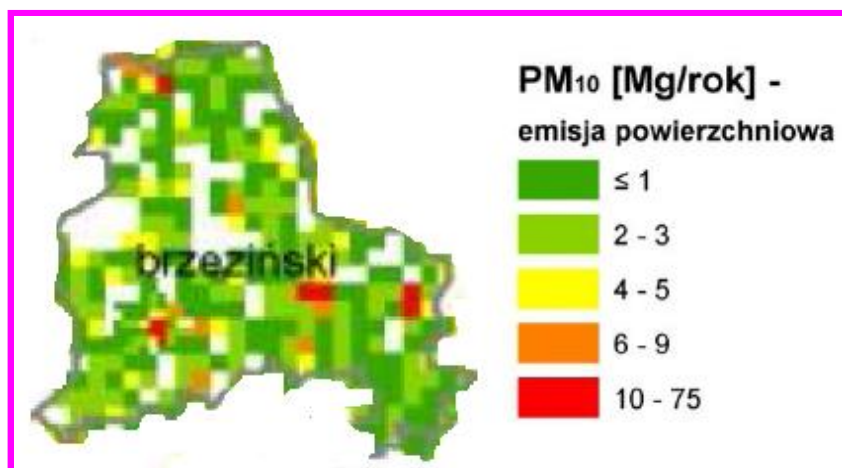 PM₁₀ [Mg/rok] -
emisja powierzchniowa
≤ 1
2 - 3
brzeziński
4 - 5
6 - 9
10 - 75